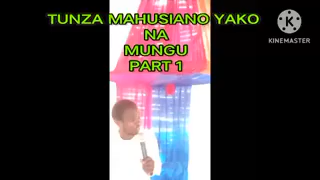 TUNZA MAHUSIANO YAKO
NA
MUNGU
PART 1
KINEMASTER